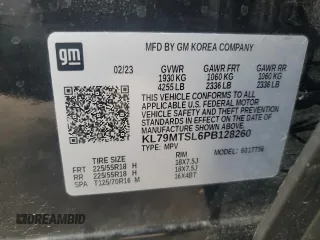 gm
MFD BY GM KOREA COMPANY
02/23 GVWR GAWR FRT GAWR RR
1930 KG 1060 KG 1060 KG
4255 LB 2336 LB 2336 LB
THIS VEHICLE CONFORMS TO ALL APPLICABLE
U.S. FEDERAL MOTOR VEHICLE SAFETY, BUMPER, AND
THEFT PREVENTION STANDARDS IN EFFECT ON THE DATE
OF MANUFACTURE SHOWN ABOVE.
KL79MTSL6PB128260
TYPE: MPV MODEL:
TIRE SIZE RIM
FRT 225/55R18 H 18X7.5J
RR 225/55R18 H 18X7.5J
SPA T125/70R16 M 16X4BT
DREAMBID